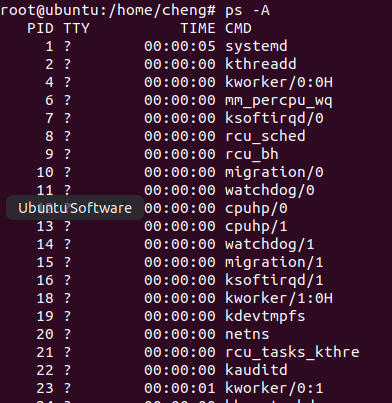 root@ubuntu:/home/cheng# ps -A
PID TTY TIME CMD
1 ? 00:00:05 systemd
2 ? 00:00:00 kthreadd
4 ? 00:00:00 kworker/0:0H
6 ? 00:00:00 mm_percpu_wq
7 ? 00:00:00 ksoftirqd/0
8 ? 00:00:00 rcu_sched
9 ? 00:00:00 rcu_bh
10 ? 00:00:00 migration/0
11 ? 00:00:00 watchdog/0
Ubuntu Software 00:00:00 cpuhp/0
13 ? 00:00:00 cpuhp/1
14 ? 00:00:00 watchdog/1
15 ? 00:00:00 migration/1
16 ? 00:00:00 ksoftirqd/1
18 ? 00:00:00 kworker/1:0H
19 ? 00:00:00 kdevtmpfs
20 ? 00:00:00 netns
21 ? 00:00:00 rcu_tasks_kthre
22 ? 00:00:00 kauditd
23 ? 00:00:01 kworker/0:1